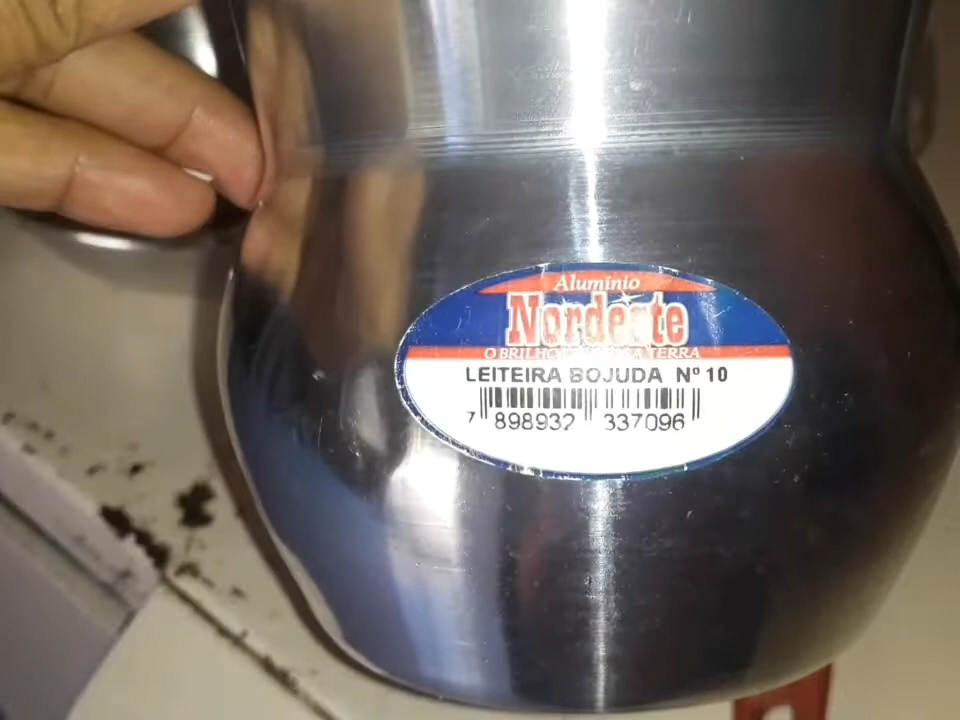 Alumínio
Nordeste
O BRILHO TERRA
LEITEIRA BOJUDA Nº 10
7 898932 337096